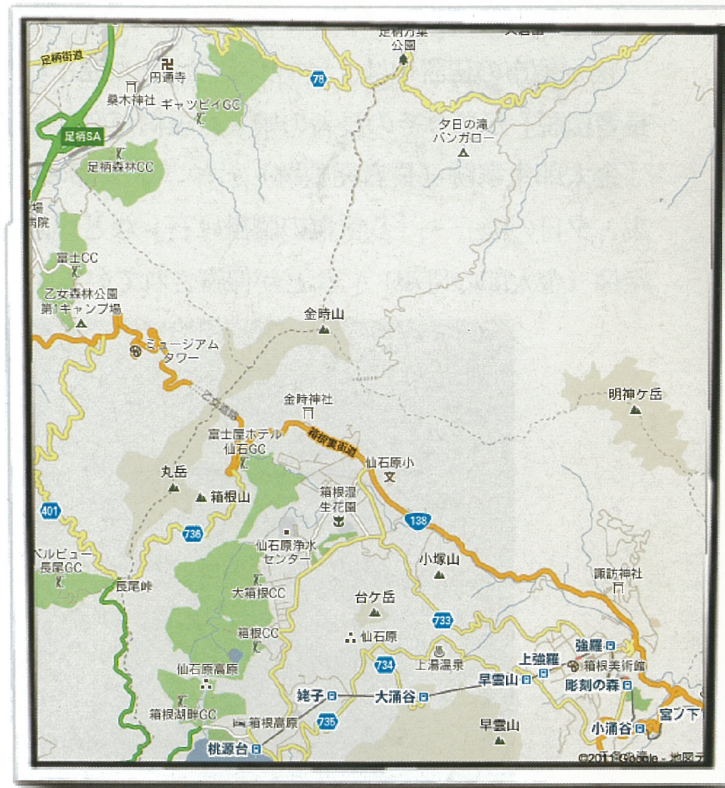 足柄万葉
公園
足柄街道
円通寺
桑木神社
ギャツビイGC
78
夕日の滝
バンガロー
足柄SA
足柄森林CC
病院
富士CC
乙女森林公園
第1キャンプ場
金時山
ミュージアム
タワー
乙女道路
金時神社
明神ヶ岳
富士屋ホテル
仙石GC
箱根裏街道
仙石原小
丸岳
箱根山
箱根湿
生花園
401
736
138
仙石原浄水
センター
小塚山
ベルビュー
長尾GC
長尾峠
諏訪神社
大箱根CC
台ケ岳
733
箱根CC
仙石原
強羅
734
上湯温泉
上強羅
箱根美術館
仙石原高原
早雲山
彫刻の森
姥子
大涌谷
箱根湖畔GC
箱根高原
735
早雲山
小涌谷
宮ノ下
桃源台
©2011 Google - 地図デ